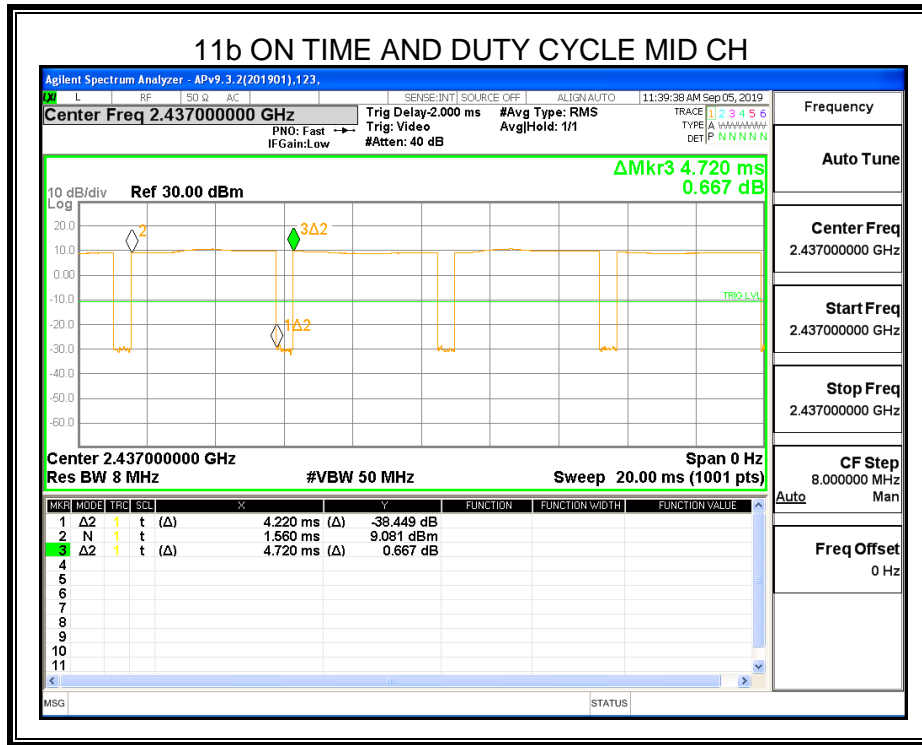 11b ON TIME AND DUTY CYCLE MID CH
Agilent Spectrum Analyzer - APv9.3.2(201901),123,
LXI L RF 50 Ω AC SENSE:INT SOURCE OFF ALIGN AUTO 11:39:38 AM Sep 05, 2019
Center Freq 2.437000000 GHz
PNO: Fast
IFGain:Low
Trig Delay-2.000 ms
Trig: Video
#Atten: 40 dB
#Avg Type: RMS
Avg|Hold: 1/1
TRACE 1 2 3 4 5 6
TYPE A
DET P N N N N N
ΔMkr3 4.720 ms
0.667 dB
10 dB/div Ref 30.00 dBm
Log
20.0
10.0
0.00
-10.0
-20.0
-30.0
-40.0
-50.0
-60.0
2
3Δ2
1Δ2
TRIG LVL
Center 2.437000000 GHz Span 0 Hz
Res BW 8 MHz #VBW 50 MHz Sweep 20.00 ms (1001 pts)
MKR MODE TRC SCL X Y FUNCTION FUNCTION WIDTH FUNCTION VALUE
1 Δ2 1 t (Δ) 4.220 ms (Δ) -38.449 dB
2 N 1 t 1.560 ms 9.081 dBm
3 Δ2 1 t (Δ) 4.720 ms (Δ) 0.667 dB
4
5
6
7
8
9
10
11
MSG STATUS
Frequency
Auto Tune
Center Freq
2.437000000 GHz
Start Freq
2.437000000 GHz
Stop Freq
2.437000000 GHz
CF Step
8.000000 MHz
Auto Man
Freq Offset
0 Hz